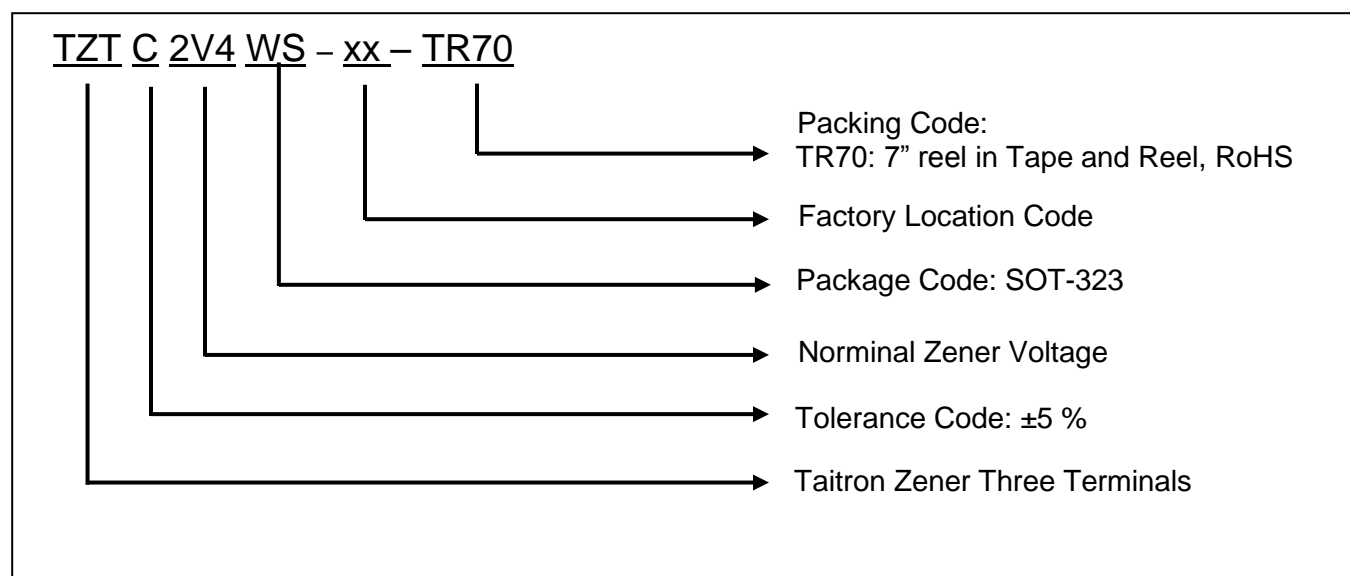 TZT C 2V4 WS – xx – TR70
Packing Code:
TR70: 7” reel in Tape and Reel, RoHS
Factory Location Code
Package Code: SOT-323
Norminal Zener Voltage
Tolerance Code: ±5 %
Taitron Zener Three Terminals